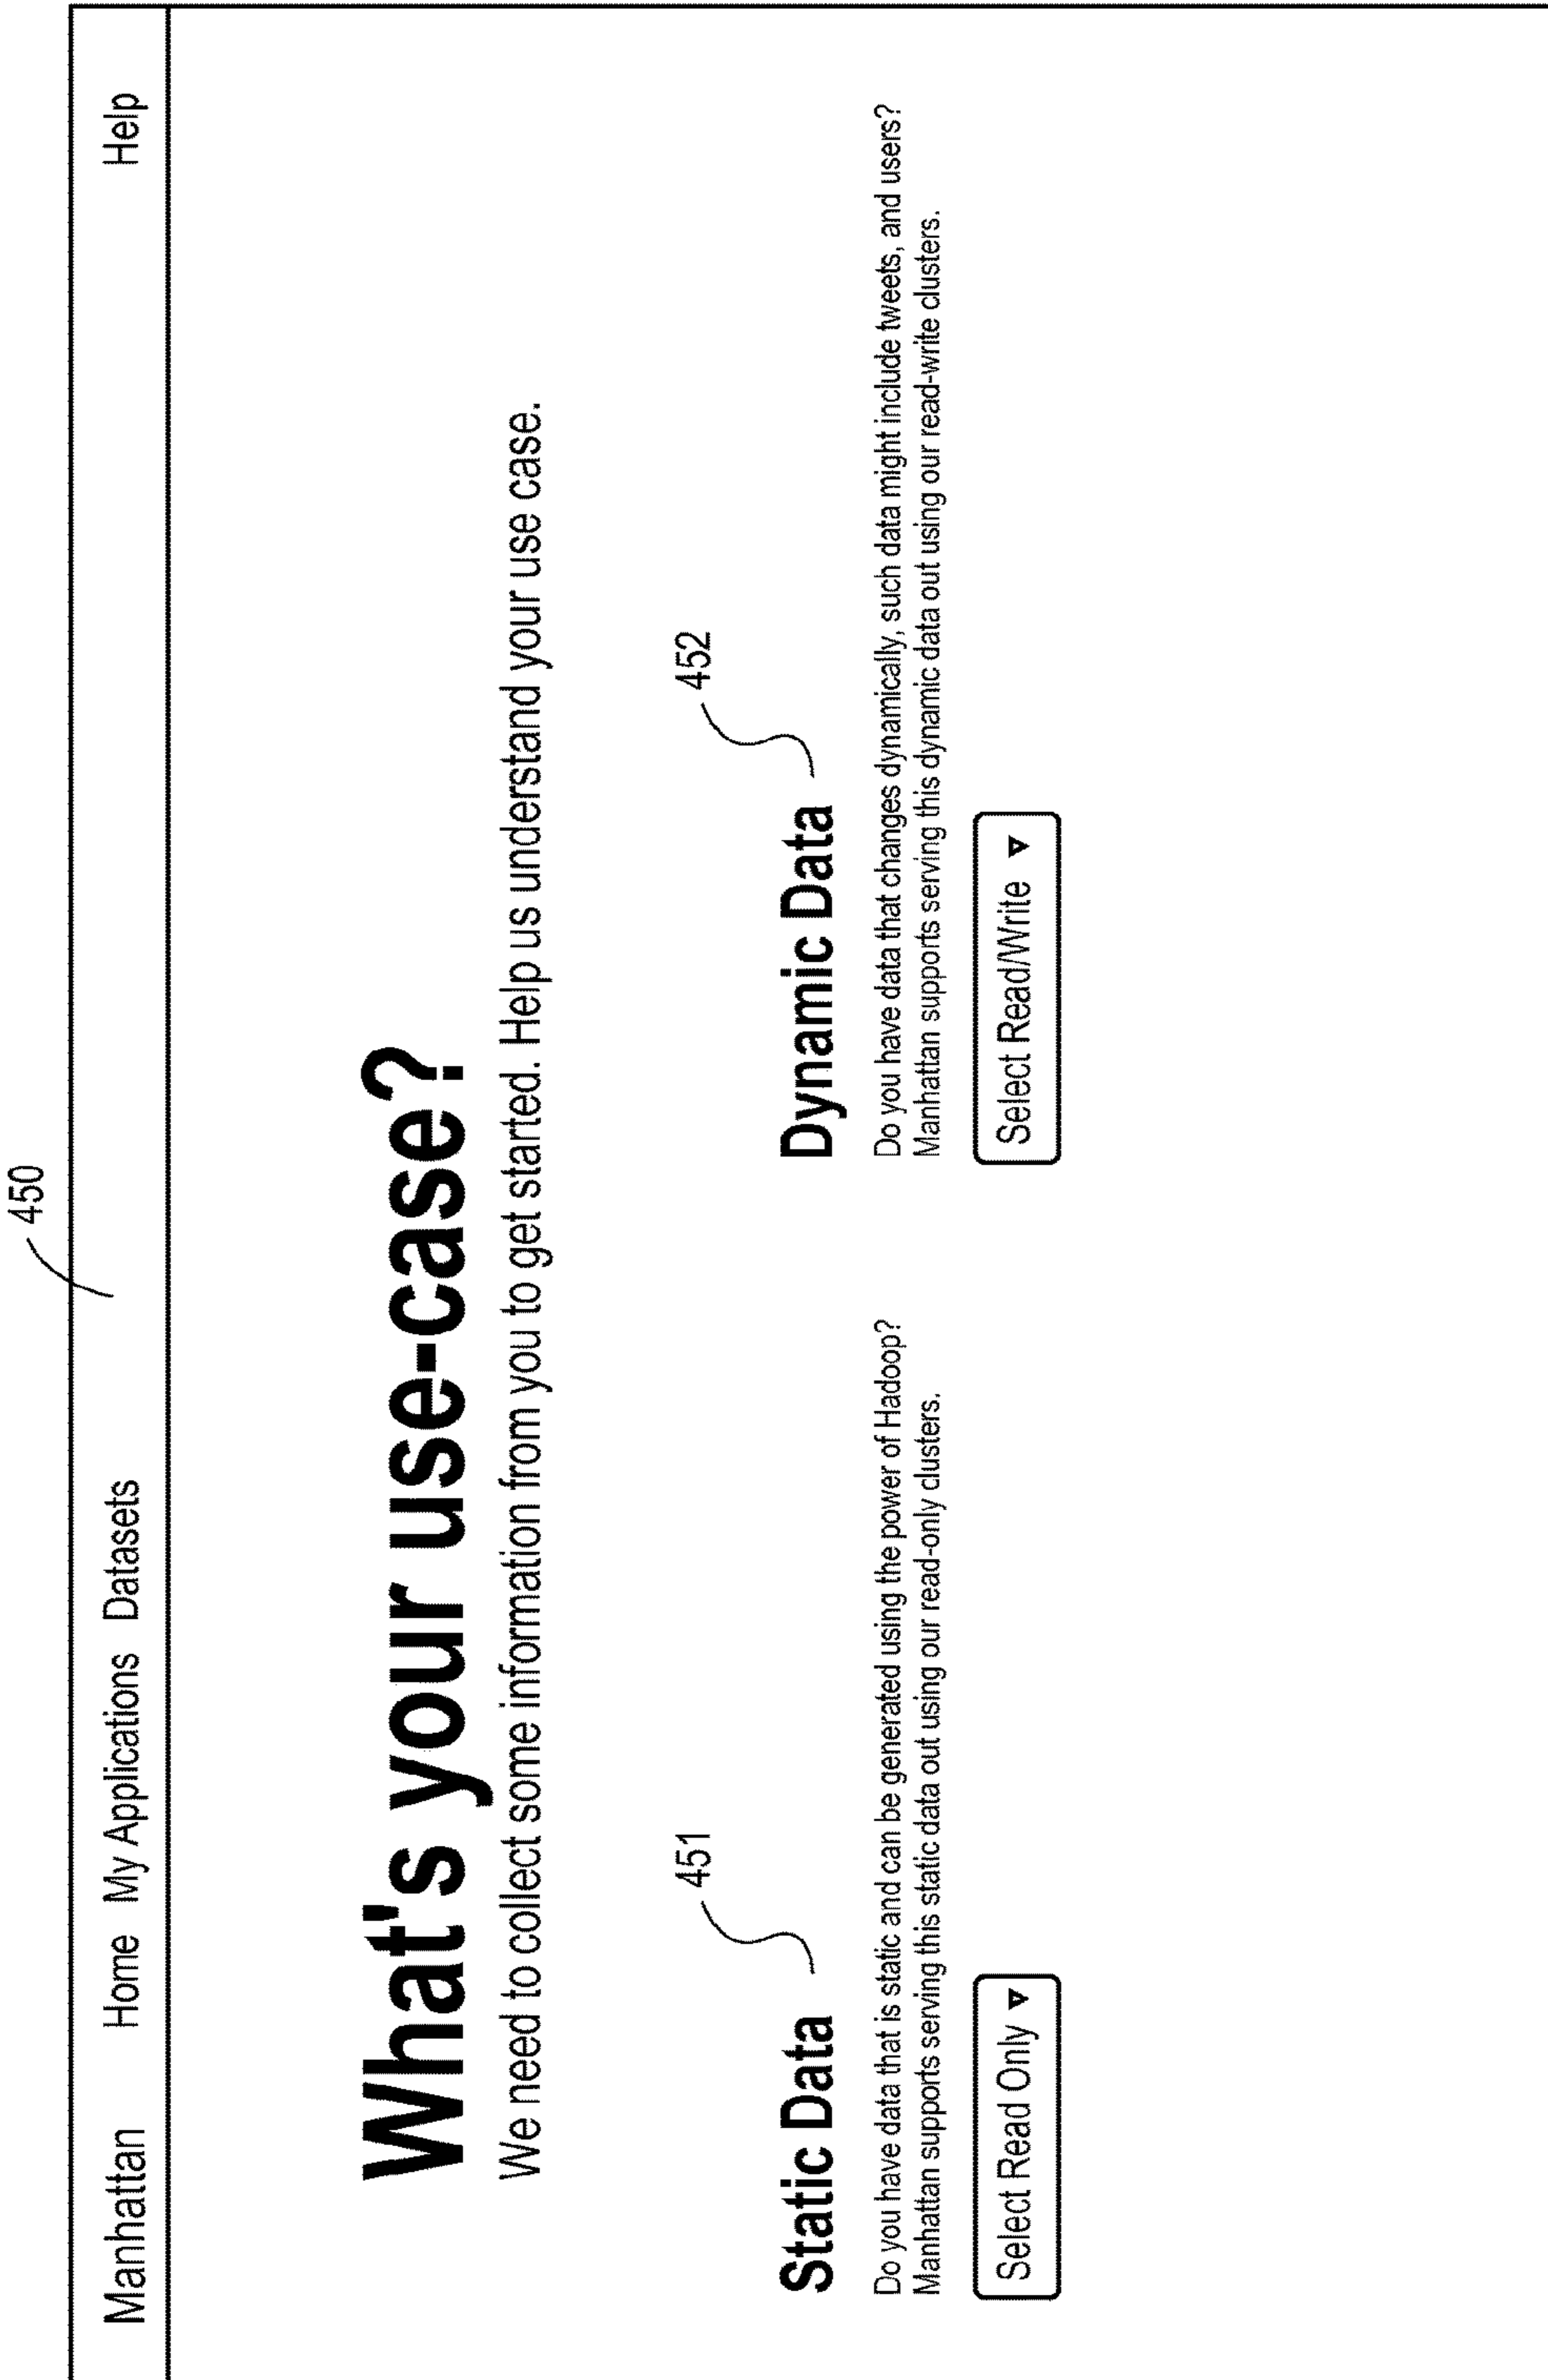 450
Manhattan Home My Applications Datasets Help
What's your use-case?
We need to collect some information from you to get started. Help us understand your use case.
451
Static Data
Do you have data that is static and can be generated using the power of Hadoop?
Manhattan supports serving this static data out using our read-only clusters.
Select Read Only
452
Dynamic Data
Do you have data that changes dynamically, such data might include tweets, and users?
Manhattan supports serving this dynamic data out using our read-write clusters.
Select Read/Write